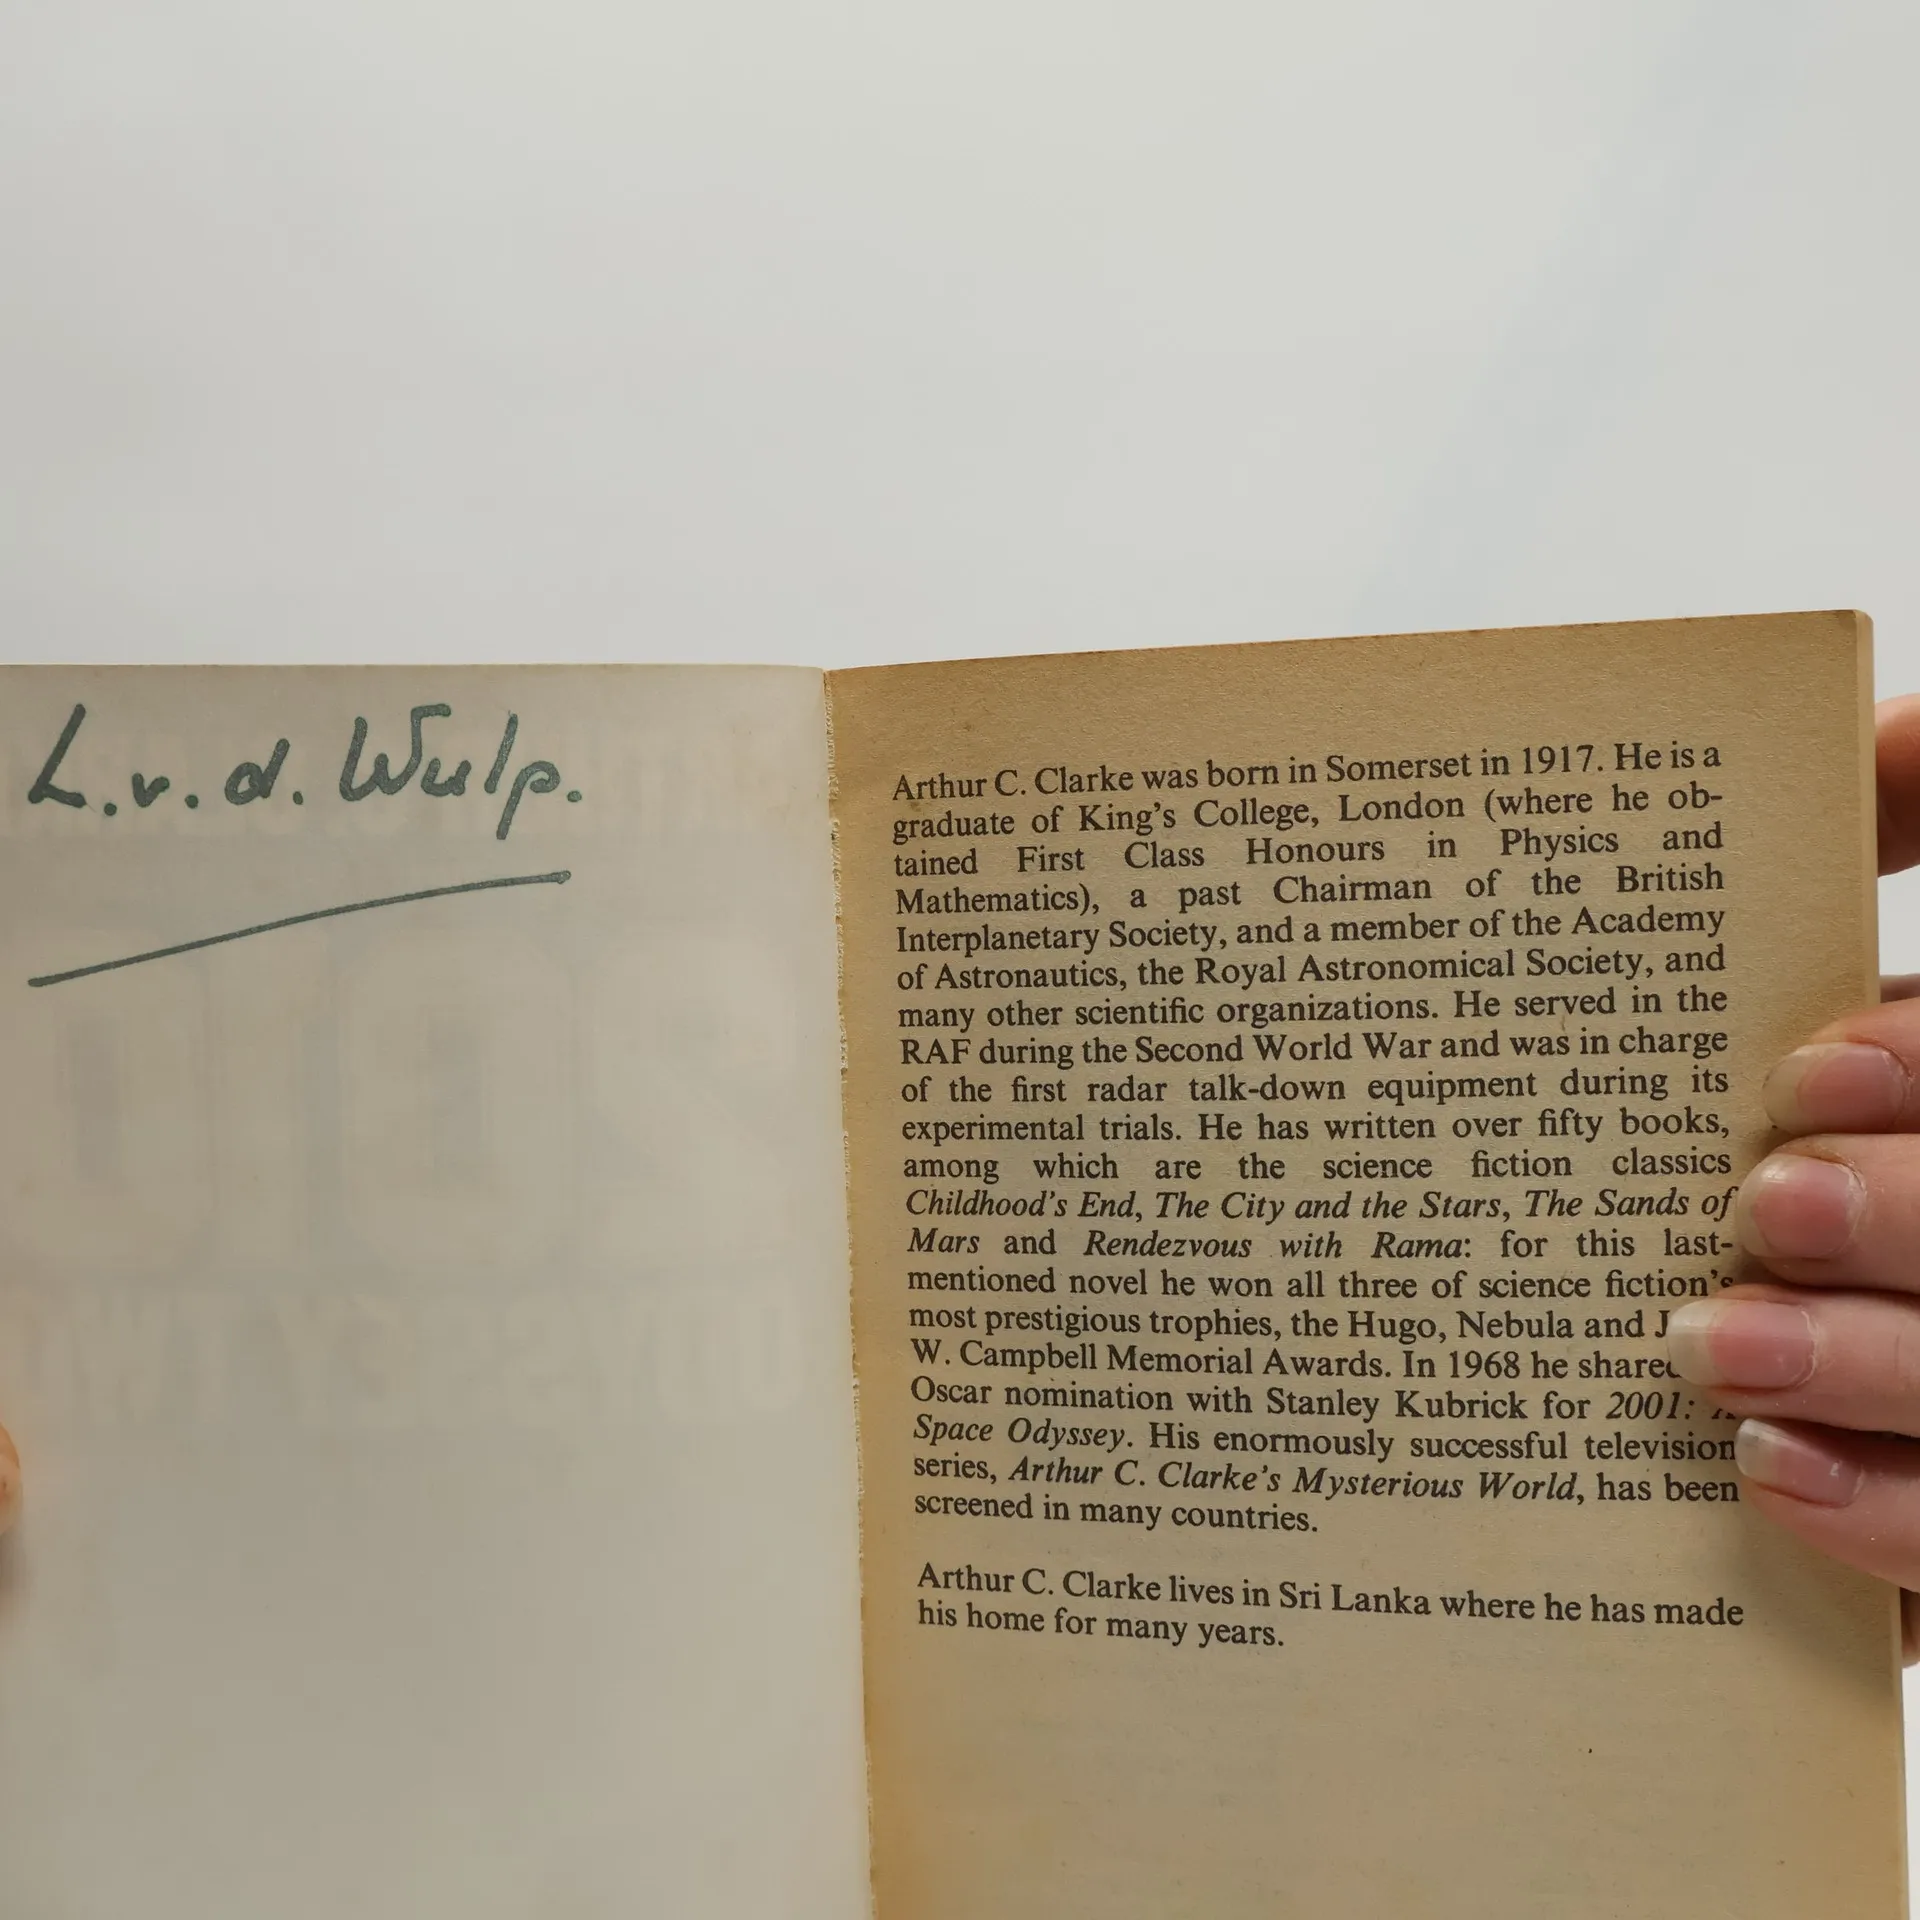 L.v.d. Wulp.
Arthur C. Clarke was born in Somerset in 1917. He is a
graduate of King's College, London (where he ob-
tained First Class Honours in Physics and
Mathematics), a past Chairman of the British
Interplanetary Society, and a member of the Academy
of Astronautics, the Royal Astronomical Society, and
many other scientific organizations. He served in the
RAF during the Second World War and was in charge
of the first radar talk-down equipment during its
experimental trials. He has written over fifty books,
among which are the science fiction classics
Childhood's End, The City and the Stars, The Sands of
Mars and Rendezvous with Rama: for this last-
mentioned novel he won all three of science fiction's
most prestigious trophies, the Hugo, Nebula and
W. Campbell Memorial Awards. In 1968 he shared
Oscar nomination with Stanley Kubrick for 2001: A
Space Odyssey. His enormously successful television
series, Arthur C. Clarke's Mysterious World, has been
screened in many countries.
Arthur C. Clarke lives in Sri Lanka where he has made
his home for many years.